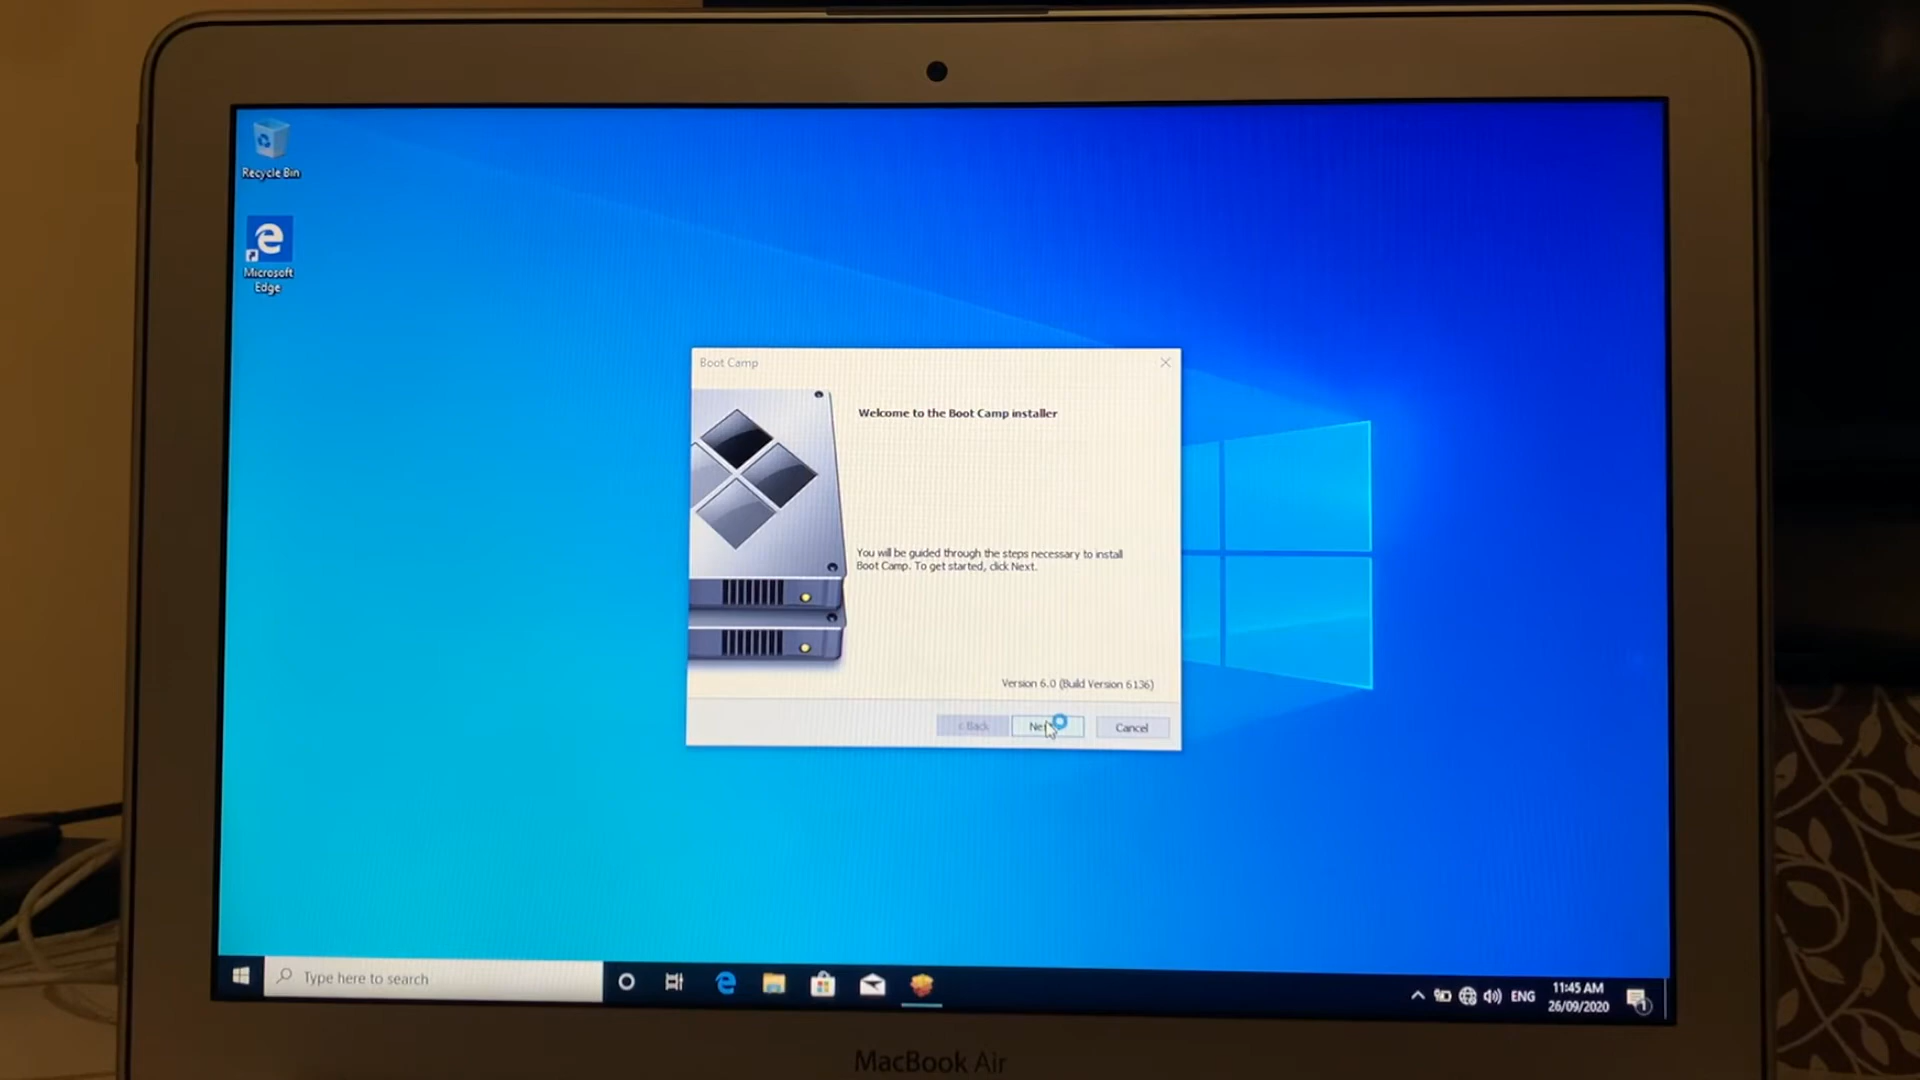 Recycle Bin
Microsoft
Edge
Boot Camp
Welcome to the Boot Camp installer
You will be guided through the steps necessary to install
Boot Camp. To get started, click Next.
Version 6.0 (Build Version 6136)
< Back
Cancel
Type here to search
ENG
11:45 AM
26/09/2020
1
MacBook Air